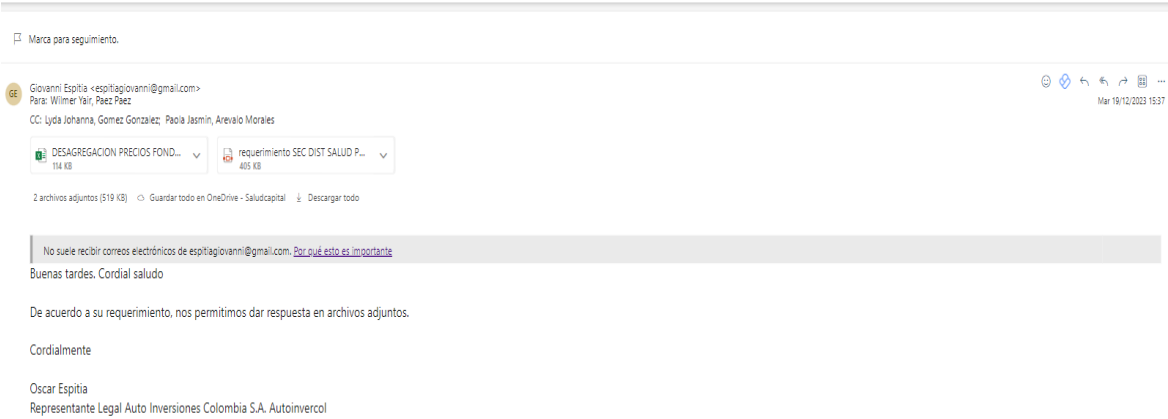 Marca para seguimiento.
GE
Giovanni Espitia <espitiagiovanni@gmail.com>
Mar 19/12/2023 15:37
Para: Wilmer Yair, Paez Paez
CC: Lyda Johanna, Gomez Gonzalez; Paola Jasmin, Arevalo Morales
DESAGREGACION PRECIOS FOND...
114 KB
requerimiento SEC DIST SALUD P...
405 KB
2 archivos adjuntos (519 KB) Guardar todo en OneDrive - Saludcapital Descargar todo
No suele recibir correos electrónicos de espitiagiovanni@gmail.com. Por qué esto es importante
Buenas tardes. Cordial saludo
De acuerdo a su requerimiento, nos permitimos dar respuesta en archivos adjuntos.
Cordialmente
Oscar Espitia
Representante Legal Auto Inversiones Colombia S.A. Autoinvercol